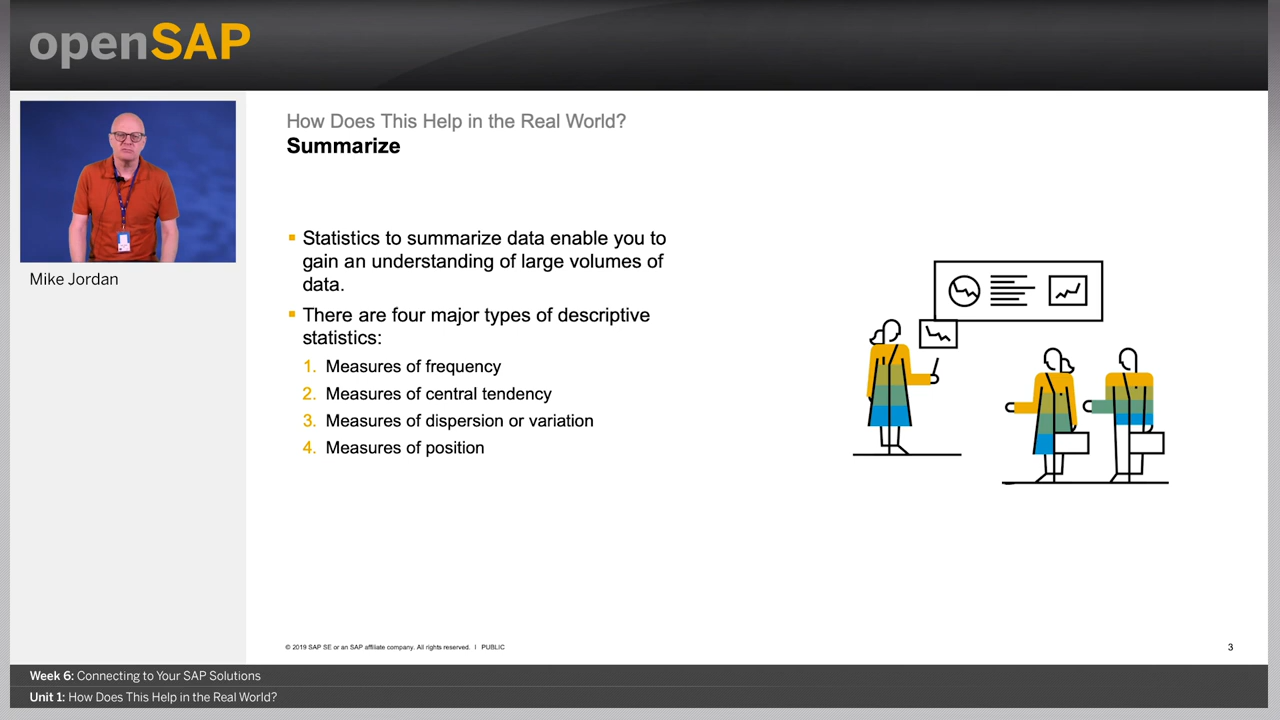 openSAP
Mike Jordan
How Does This Help in the Real World?
Summarize
Statistics to summarize data enable you to
gain an understanding of large volumes of
data.
There are four major types of descriptive
statistics:
1. Measures of frequency
2. Measures of central tendency
3. Measures of dispersion or variation
4. Measures of position
© 2019 SAP SE or an SAP affiliate company. All rights reserved. | PUBLIC
3
Week 6: Connecting to Your SAP Solutions
Unit 1: How Does This Help in the Real World?